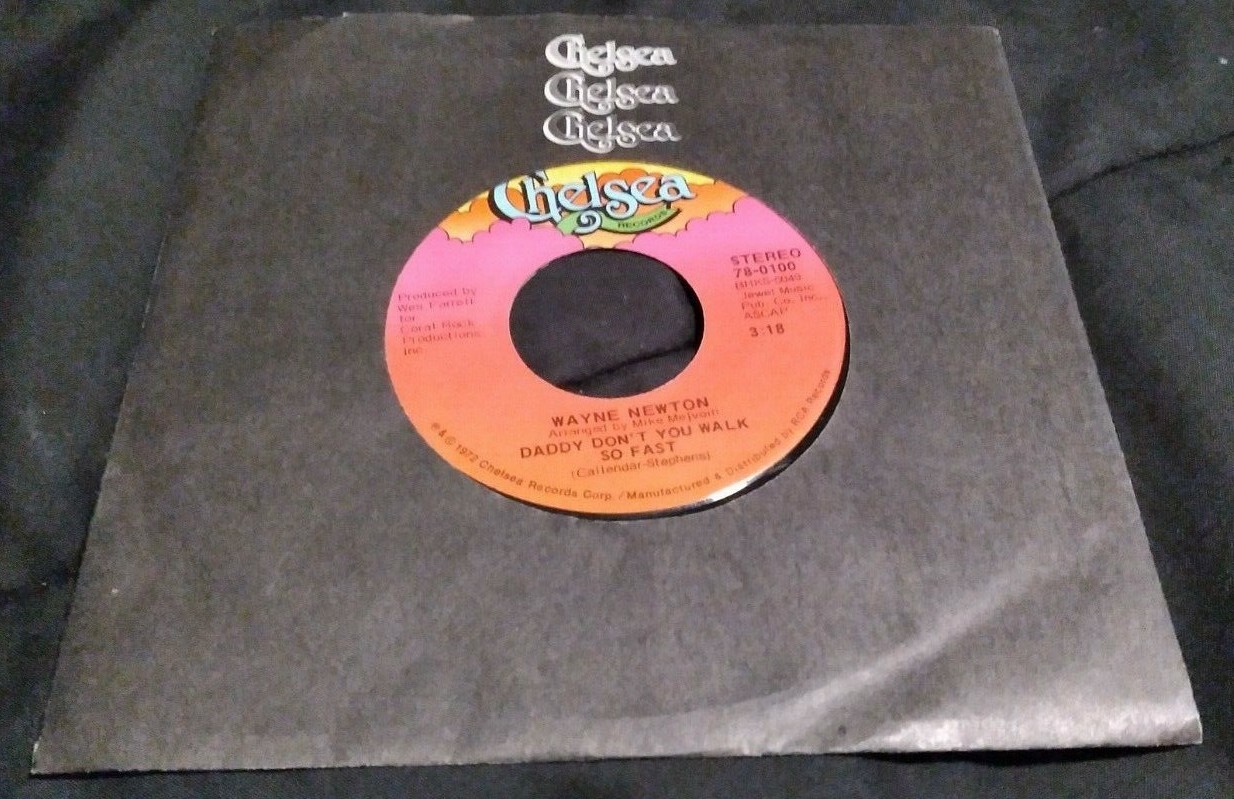 Chelsea
Chelsea
Chelsea
Chelsea
RECORDS
STEREO
78-0100
BHKS-5049
Jewel Music
Pub. Co. Inc.,
ASCAP
3:18
Produced by
Wes Farrell
for
Coral Rock
Productions,
Inc.
WAYNE NEWTON
Arranged by Mike Melvoin
DADDY DON'T YOU WALK
SO FAST
(Callendar-Stephens)
℗ & © 1972 Chelsea Records Corp. / Manufactured & Distributed by RCA Records